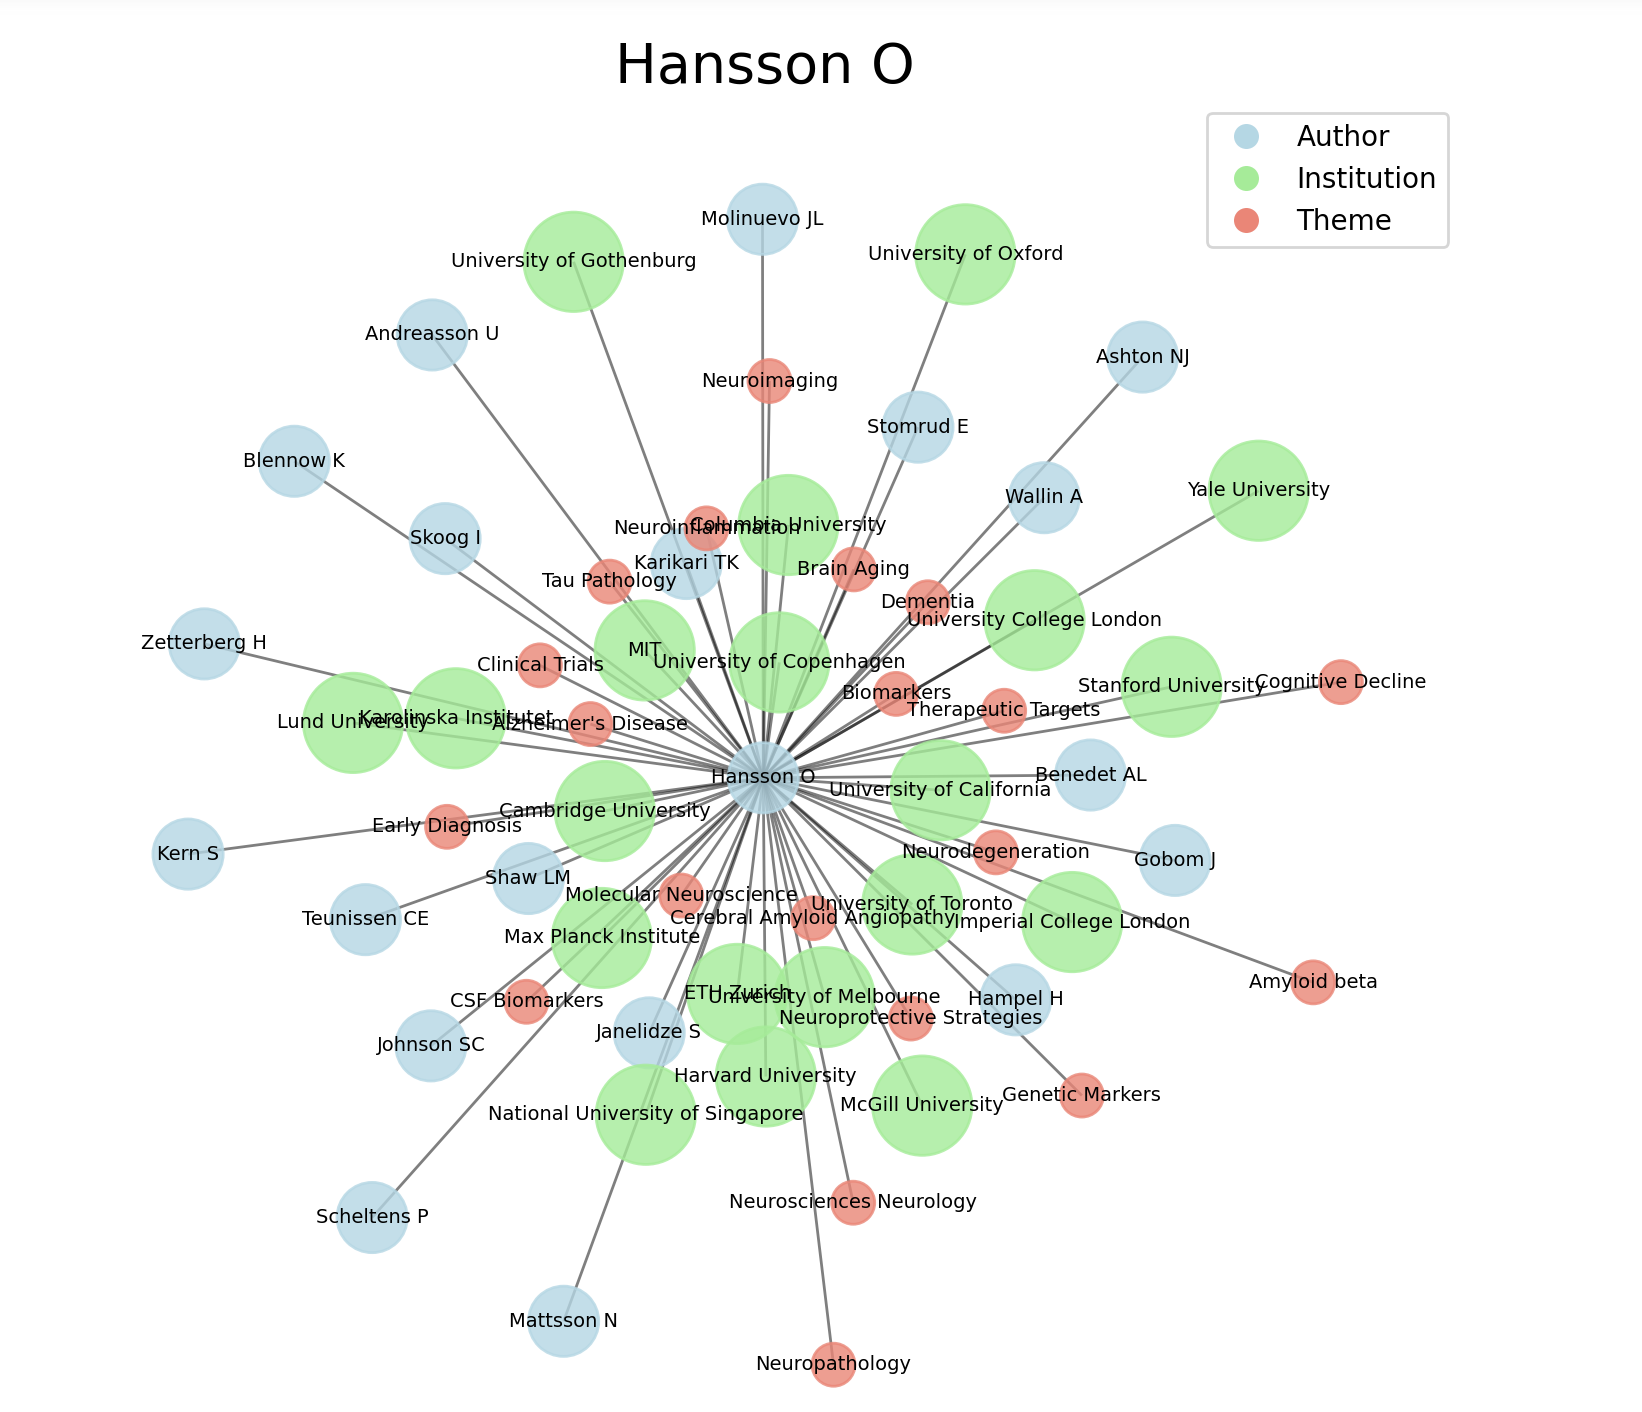 Hansson O
Author
Institution
Theme
Molinuevo JL
University of Gothenburg
University of Oxford
Andreasson U
Ashton NJ
Neuroimaging
Stomrud E
Blennow K
Yale University
Wallin A
Skoog I
Neuroinflammation
Columbia University
Karikari TK
Brain Aging
Tau Pathology
Dementia
University College London
Zetterberg H
MIT
University of Copenhagen
Clinical Trials
Cognitive Decline
Stanford University
Biomarkers
Therapeutic Targets
Lund University
Karolinska Institutet
Alzheimer's Disease
Hansson O
Benedet AL
University of California
Cambridge University
Early Diagnosis
Kern S
Neurodegeneration
Gobom J
Shaw LM
Molecular Neuroscience
University of Toronto
Teunissen CE
Cerebral Amyloid Angiopathy
Imperial College London
Max Planck Institute
Amyloid beta
ETH Zurich
University of Melbourne
Hampel H
CSF Biomarkers
Neuroprotective Strategies
Janelidze S
Johnson SC
Harvard University
Genetic Markers
McGill University
National University of Singapore
Neurosciences Neurology
Scheltens P
Mattsson N
Neuropathology